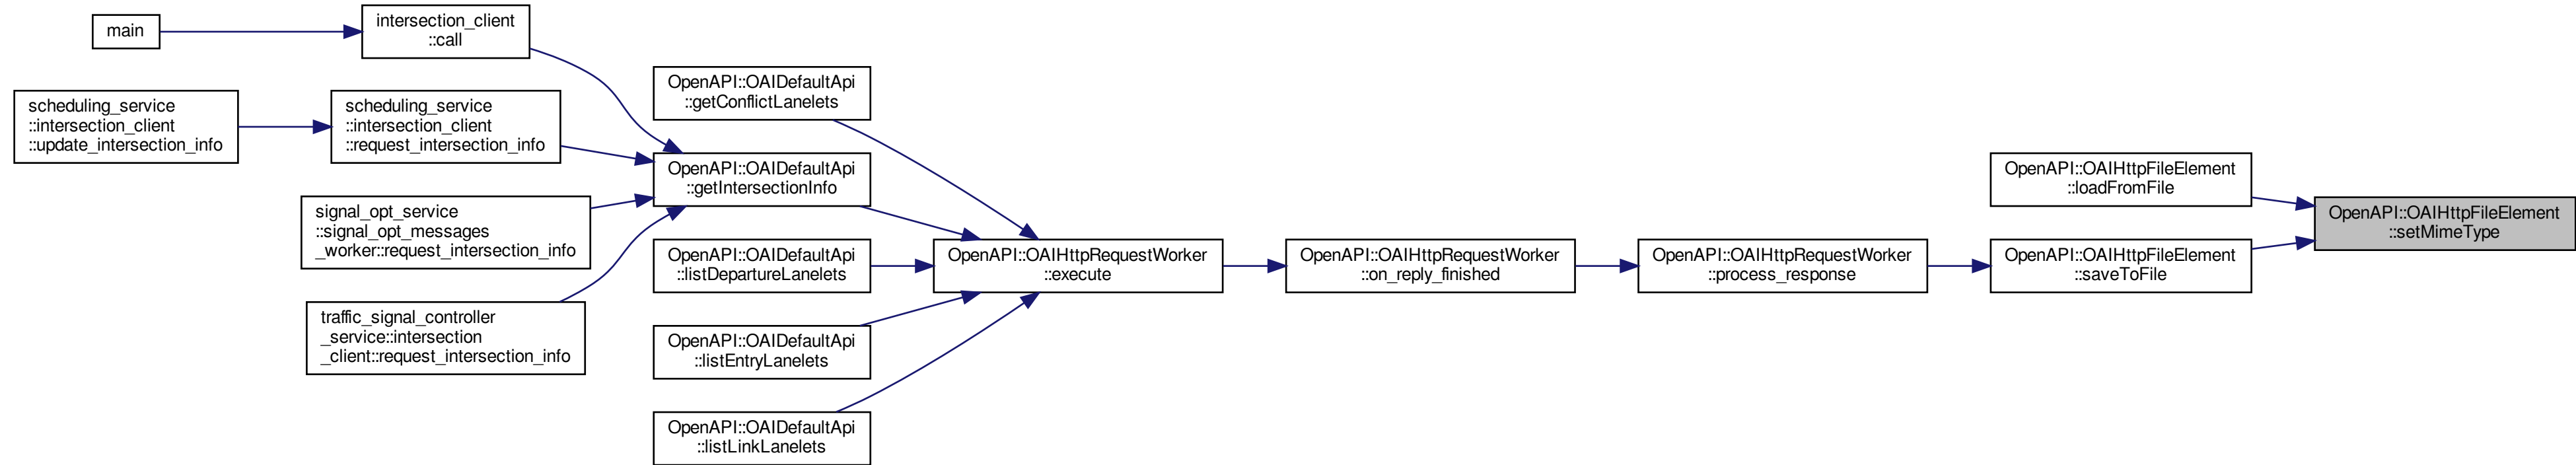 main
intersection_client
::call
scheduling_service
::intersection_client
::update_intersection_info
scheduling_service
::intersection_client
::request_intersection_info
signal_opt_service
::signal_opt_messages
_worker::request_intersection_info
traffic_signal_controller
_service::intersection
_client::request_intersection_info
OpenAPI::OAIDefaultApi
::getConflictLanelets
OpenAPI::OAIDefaultApi
::getIntersectionInfo
OpenAPI::OAIDefaultApi
::listDepartureLanelets
OpenAPI::OAIDefaultApi
::listEntryLanelets
OpenAPI::OAIDefaultApi
::listLinkLanelets
OpenAPI::OAIHttpRequestWorker
::execute
OpenAPI::OAIHttpRequestWorker
::on_reply_finished
OpenAPI::OAIHttpRequestWorker
::process_response
OpenAPI::OAIHttpFileElement
::loadFromFile
OpenAPI::OAIHttpFileElement
::saveToFile
OpenAPI::OAIHttpFileElement
::setMimeType